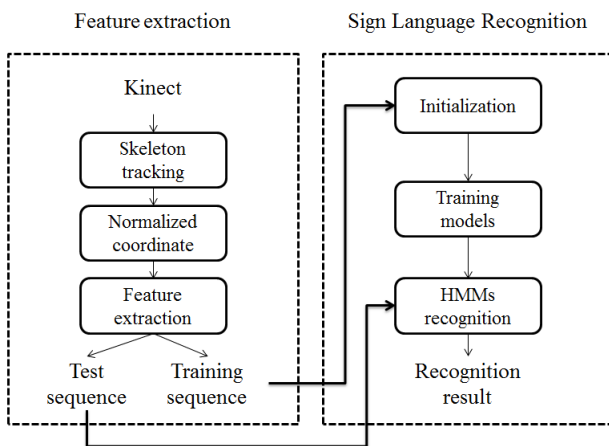 Feature extraction
Sign Language Recognition
Kinect
Skeleton
tracking
Normalized
coordinate
Feature
extraction
Test
sequence
Training
sequence
Initialization
Training
models
HMMs
recognition
Recognition
result